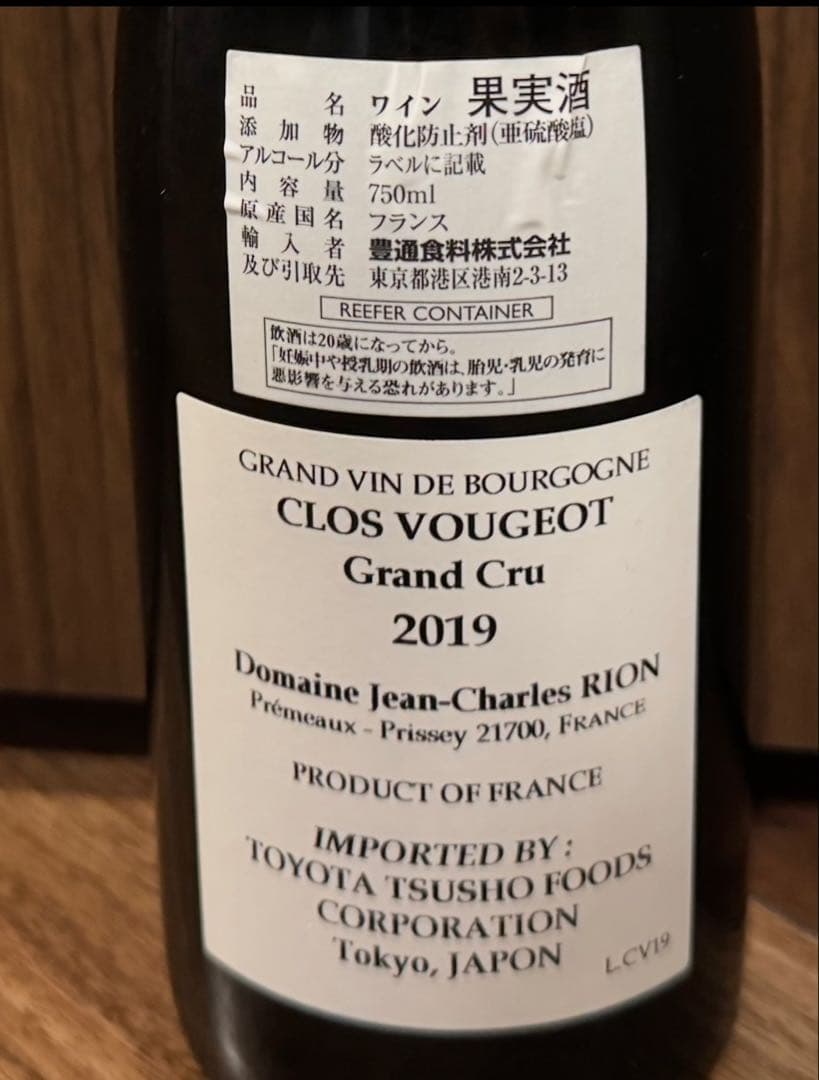 品名 ワイン 果実酒
添加物 酸化防止剤(亜硫酸塩)
アルコール分 ラベルに記載
内容量 750ml
原産国名 フランス
輸入者 豊通食料株式会社
及び引取先 東京都港区港南2-3-13
REEFER CONTAINER
飲酒は20歳になってから。
「妊娠中や授乳期の飲酒は、胎児・乳児の発育に
悪影響を与える恐れがあります。」
GRAND VIN DE BOURGOGNE
CLOS VOUGEOT
Grand Cru
2019
Domaine Jean-Charles RION
Prémeaux - Prissey 21700, FRANCE
PRODUCT OF FRANCE
IMPORTED BY :
TOYOTA TSUSHO FOODS
CORPORATION
Tokyo, JAPON
L.CV19